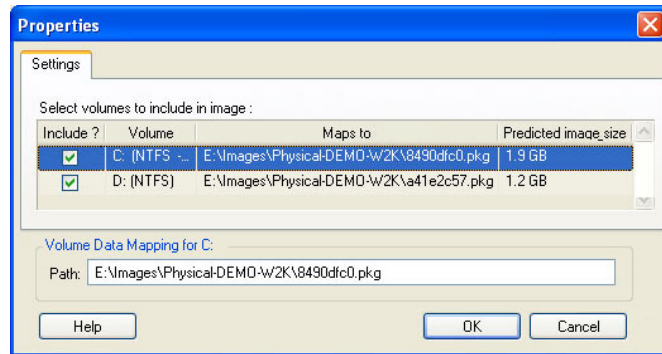 Properties
Settings
Select volumes to include in image :
Include ? Volume Maps to Predicted image_size
C: (NTFS -... E:\Images\Physical-DEMO-W2K\8490dfc0.pkg 1.9 GB
D: (NTFS) E:\Images\Physical-DEMO-W2K\a41e2c57.pkg 1.2 GB
Volume Data Mapping for C:
Path: E:\Images\Physical-DEMO-W2K\8490dfc0.pkg
Help OK Cancel